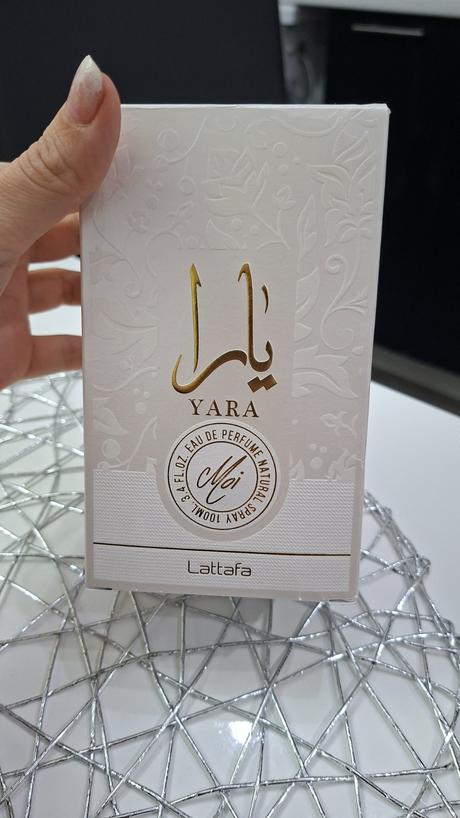 يارا
YARA
EAU DE PERFUME NATURAL SPRAY 100ML. 3.4 FL.OZ.
Moi
Lattafa